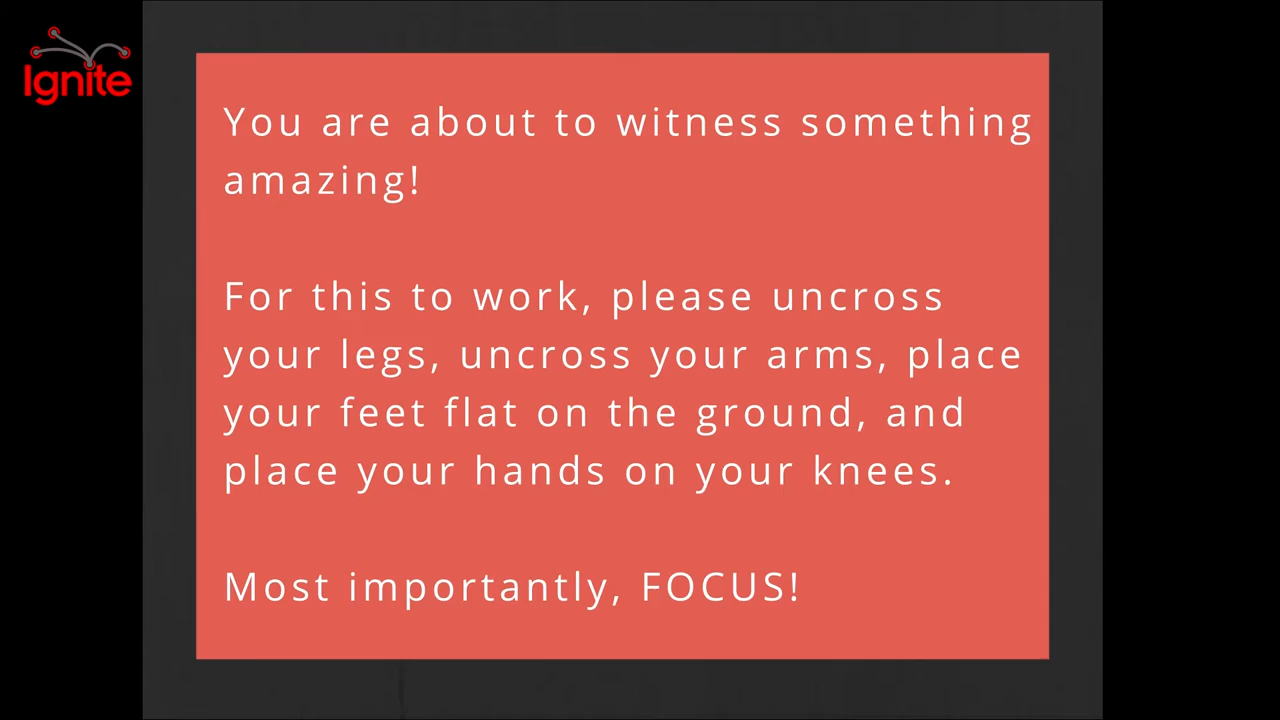 Ignite
You are about to witness something
amazing!
For this to work, please uncross
your legs, uncross your arms, place
your feet flat on the ground, and
place your hands on your knees.
Most importantly, FOCUS!